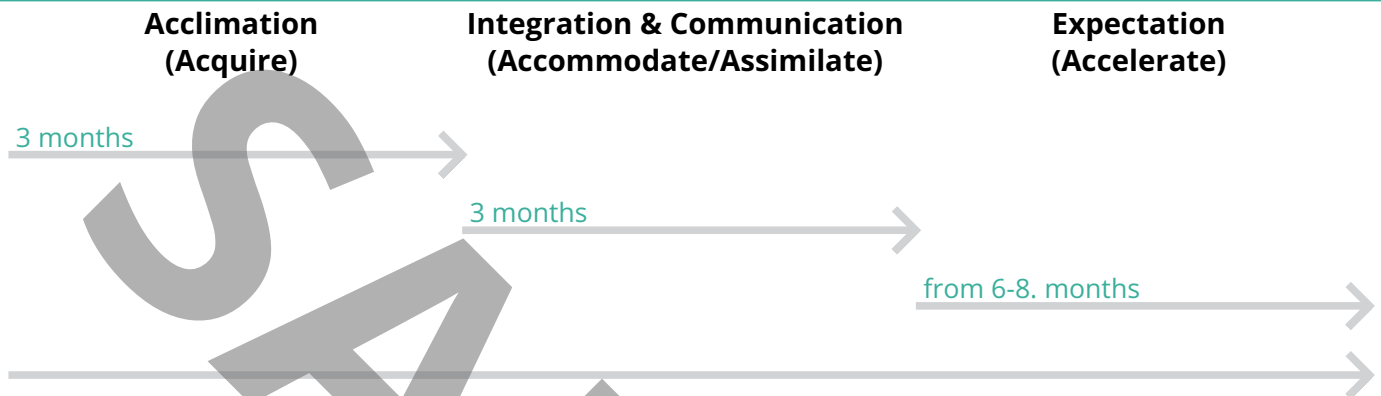 Acclimation
(Acquire)
Integration & Communication
(Accommodate/Assimilate)
Expectation
(Accelerate)
3 months
3 months
from 6-8. months
SA